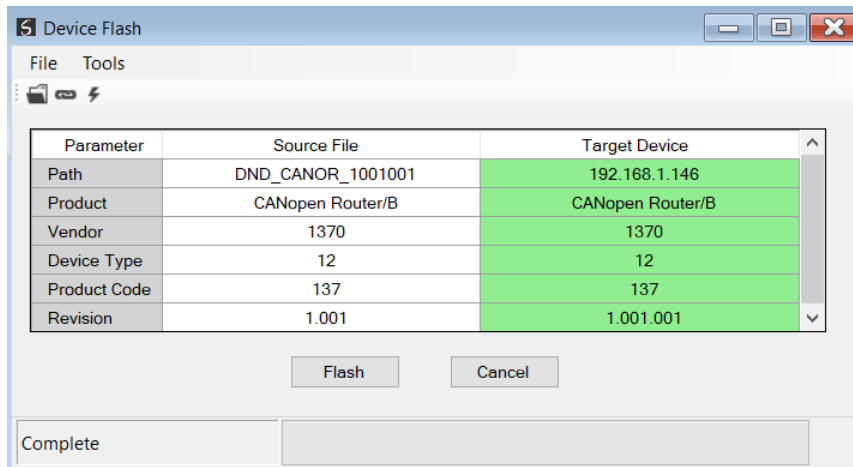 Device Flash
File Tools
Parameter Source File Target Device
Path DND_CANOR_1001001 192.168.1.146
Product CANopen Router/B CANopen Router/B
Vendor 1370 1370
Device Type 12 12
Product Code 137 137
Revision 1.001 1.001.001
Flash Cancel
Complete